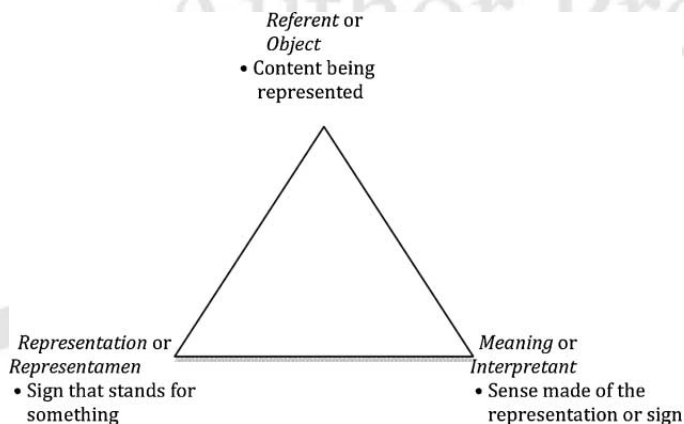 Referent or
Object
• Content being
represented
Representation or
Representamen
• Sign that stands for
something
Meaning or
Interpretant
• Sense made of the
representation or sign